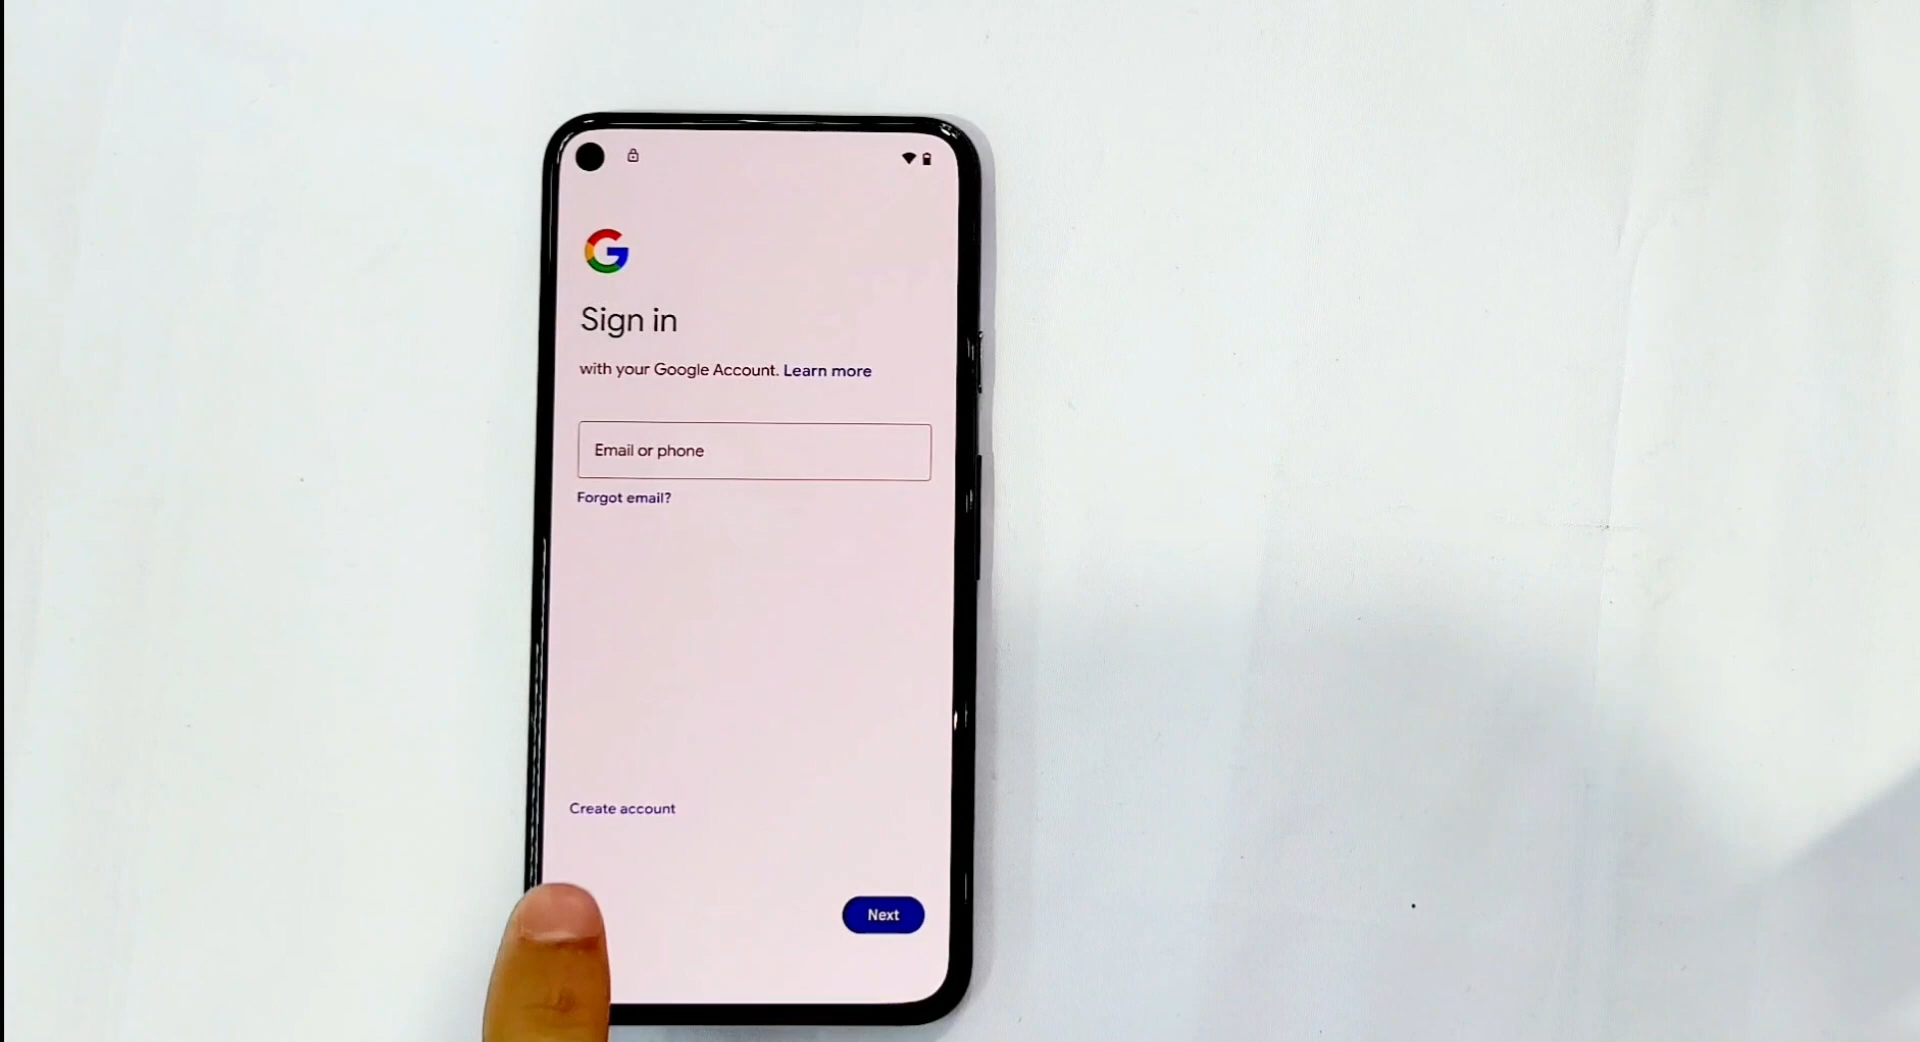 Sign in
with your Google Account. Learn more
Email or phone
Forgot email?
Create account
Next